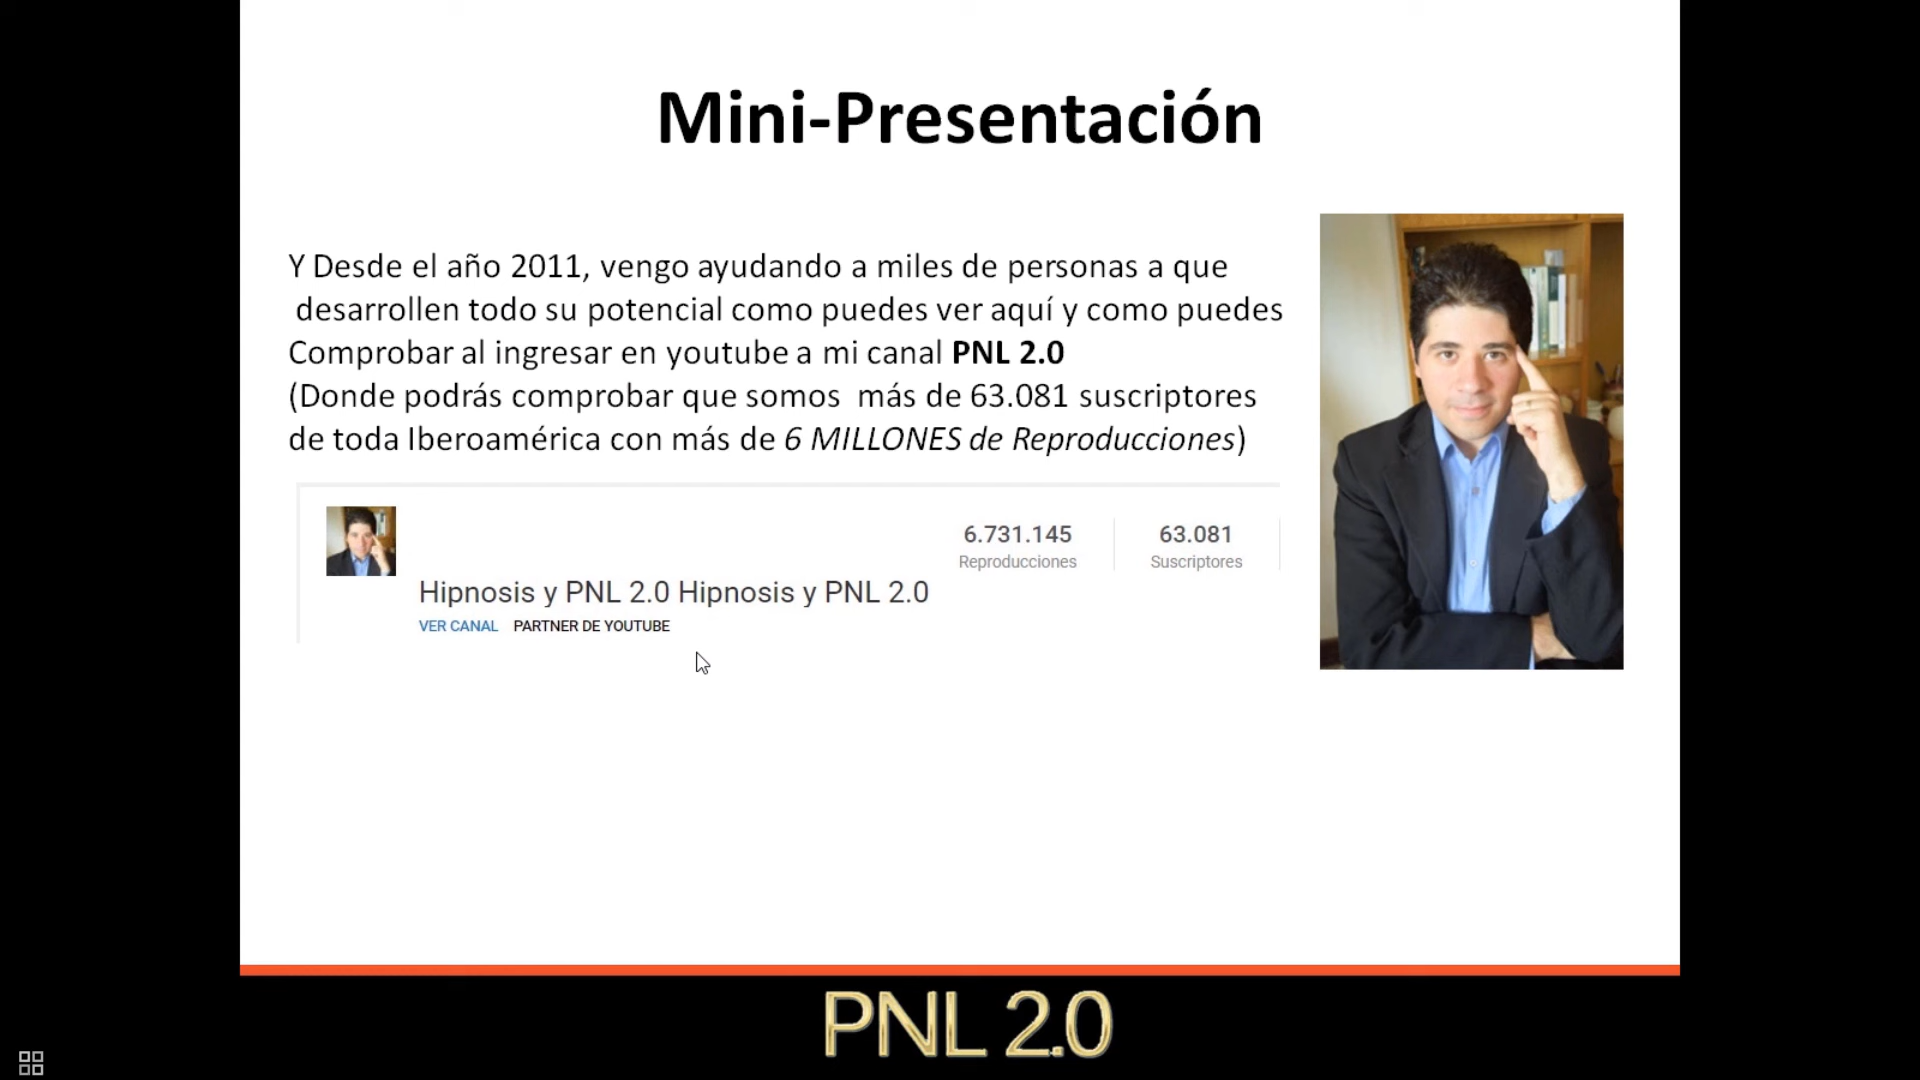 Mini-Presentación
Y Desde el año 2011, vengo ayudando a miles de personas a que
desarrollen todo su potencial como puedes ver aquí y como puedes
Comprobar al ingresar en youtube a mi canal PNL 2.0
(Donde podrás comprobar que somos más de 63.081 suscriptores
de toda Iberoamérica con más de 6 MILLONES de Reproducciones)
6.731.145
Reproducciones
63.081
Suscriptores
Hipnosis y PNL 2.0 Hipnosis y PNL 2.0
VER CANAL PARTNER DE YOUTUBE
PNL 2.0